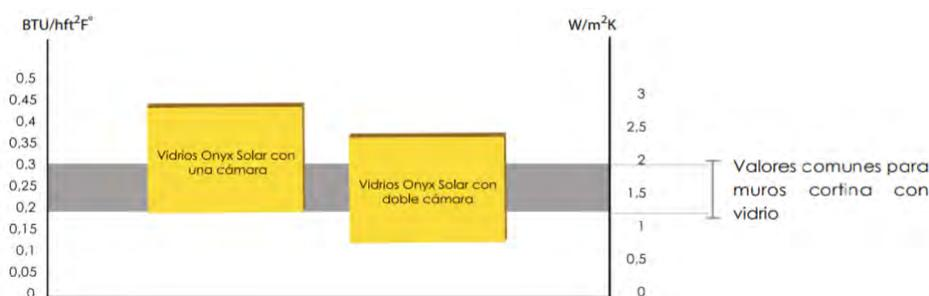 BTU/hft²F°
W/m²K
0,5
0,45
0,4
0,35
0,3
0,25
0,2
0,15
0,1
0,05
0
Vidrios Onyx Solar con
una cámara
Vidrios Onyx Solar con
doble cámara
3
2,5
2
1,5
1
0,5
0
Valores comunes para
muros cortina con
vidrio